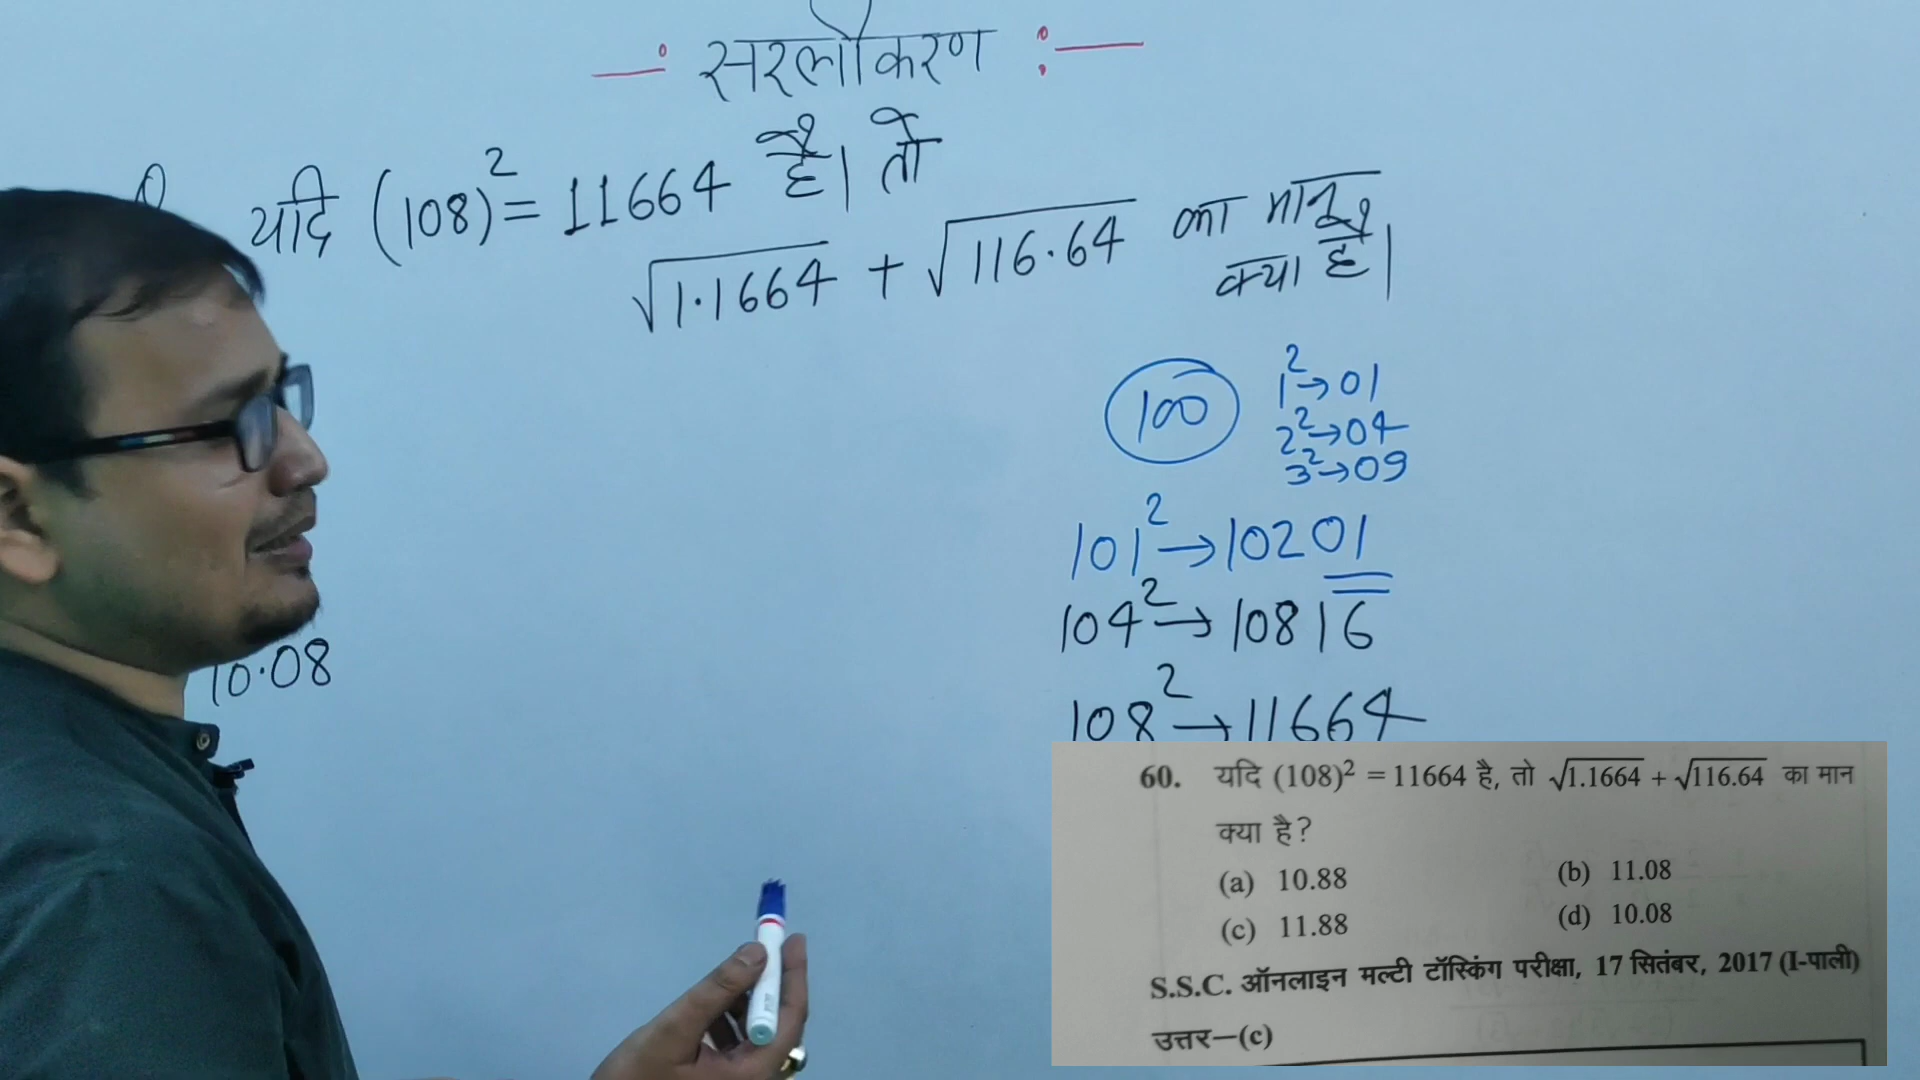 सरलीकरण
यदि (108)² = 11664 है। तो
√1.1664 + √116.64 का मान
क्या है।
100
1² → 01
2² → 04
3² → 09
101² → 10201
104² → 10816
108² → 11664
10.08
60. यदि (108)² = 11664 है, तो √1.1664 + √116.64 का मान
क्या है?
(a) 10.88 (b) 11.08
(c) 11.88 (d) 10.08
S.S.C. ऑनलाइन मल्टी टॉस्किंग परीक्षा, 17 सितंबर, 2017 (I-पाली)
उत्तर—(c)